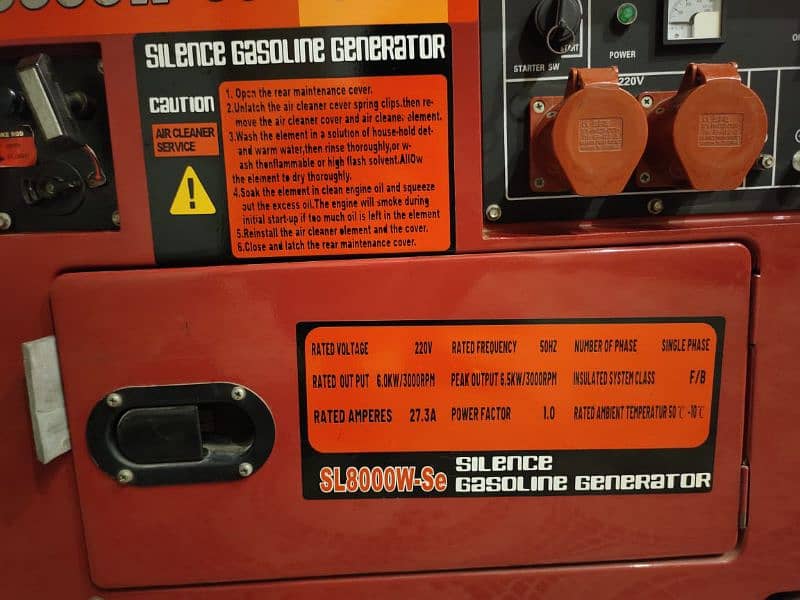 SILENCE GASOLINE GENERATOR
CAUTION
AIR CLEANER
SERVICE
1. Open the rear maintenance cover.
2.Unlatch the air cleaner cever spring clips.then re-
move the air cleaner cover and air cleaner element.
3.Wash the element in a solution of house-hold det-
and warm water,then rinse thoroughly,or w-
ash thenflammable or high flash solvent.Allow
the element to dry thoroughly.
4.Soak the element in clean engine oil and squeeze
out the excess oil.The engine will smoke during
initial start-up if too much oil is left in the element
5.Reinstall the air cleaner element and the cover.
6.Close and latch the rear maintenance cover.
START
STARTER SW
POWER
220V
RATED VOLTAGE 220V RATED FREQUENCY 50HZ NUMBER OF PHASE SINGLE PHASE
RATED OUT PUT 6.0KW/3000RPM PEAK OUTPUT 6.5KW/3000RPM INSULATED SYSTEM CLASS F/B
RATED AMPERES 27.3A POWER FACTOR 1.0 RATED AMBIENT TEMPERATUR 50℃ -10℃
SL8000W-Se SILENCE
GASOLINE GENERATOR